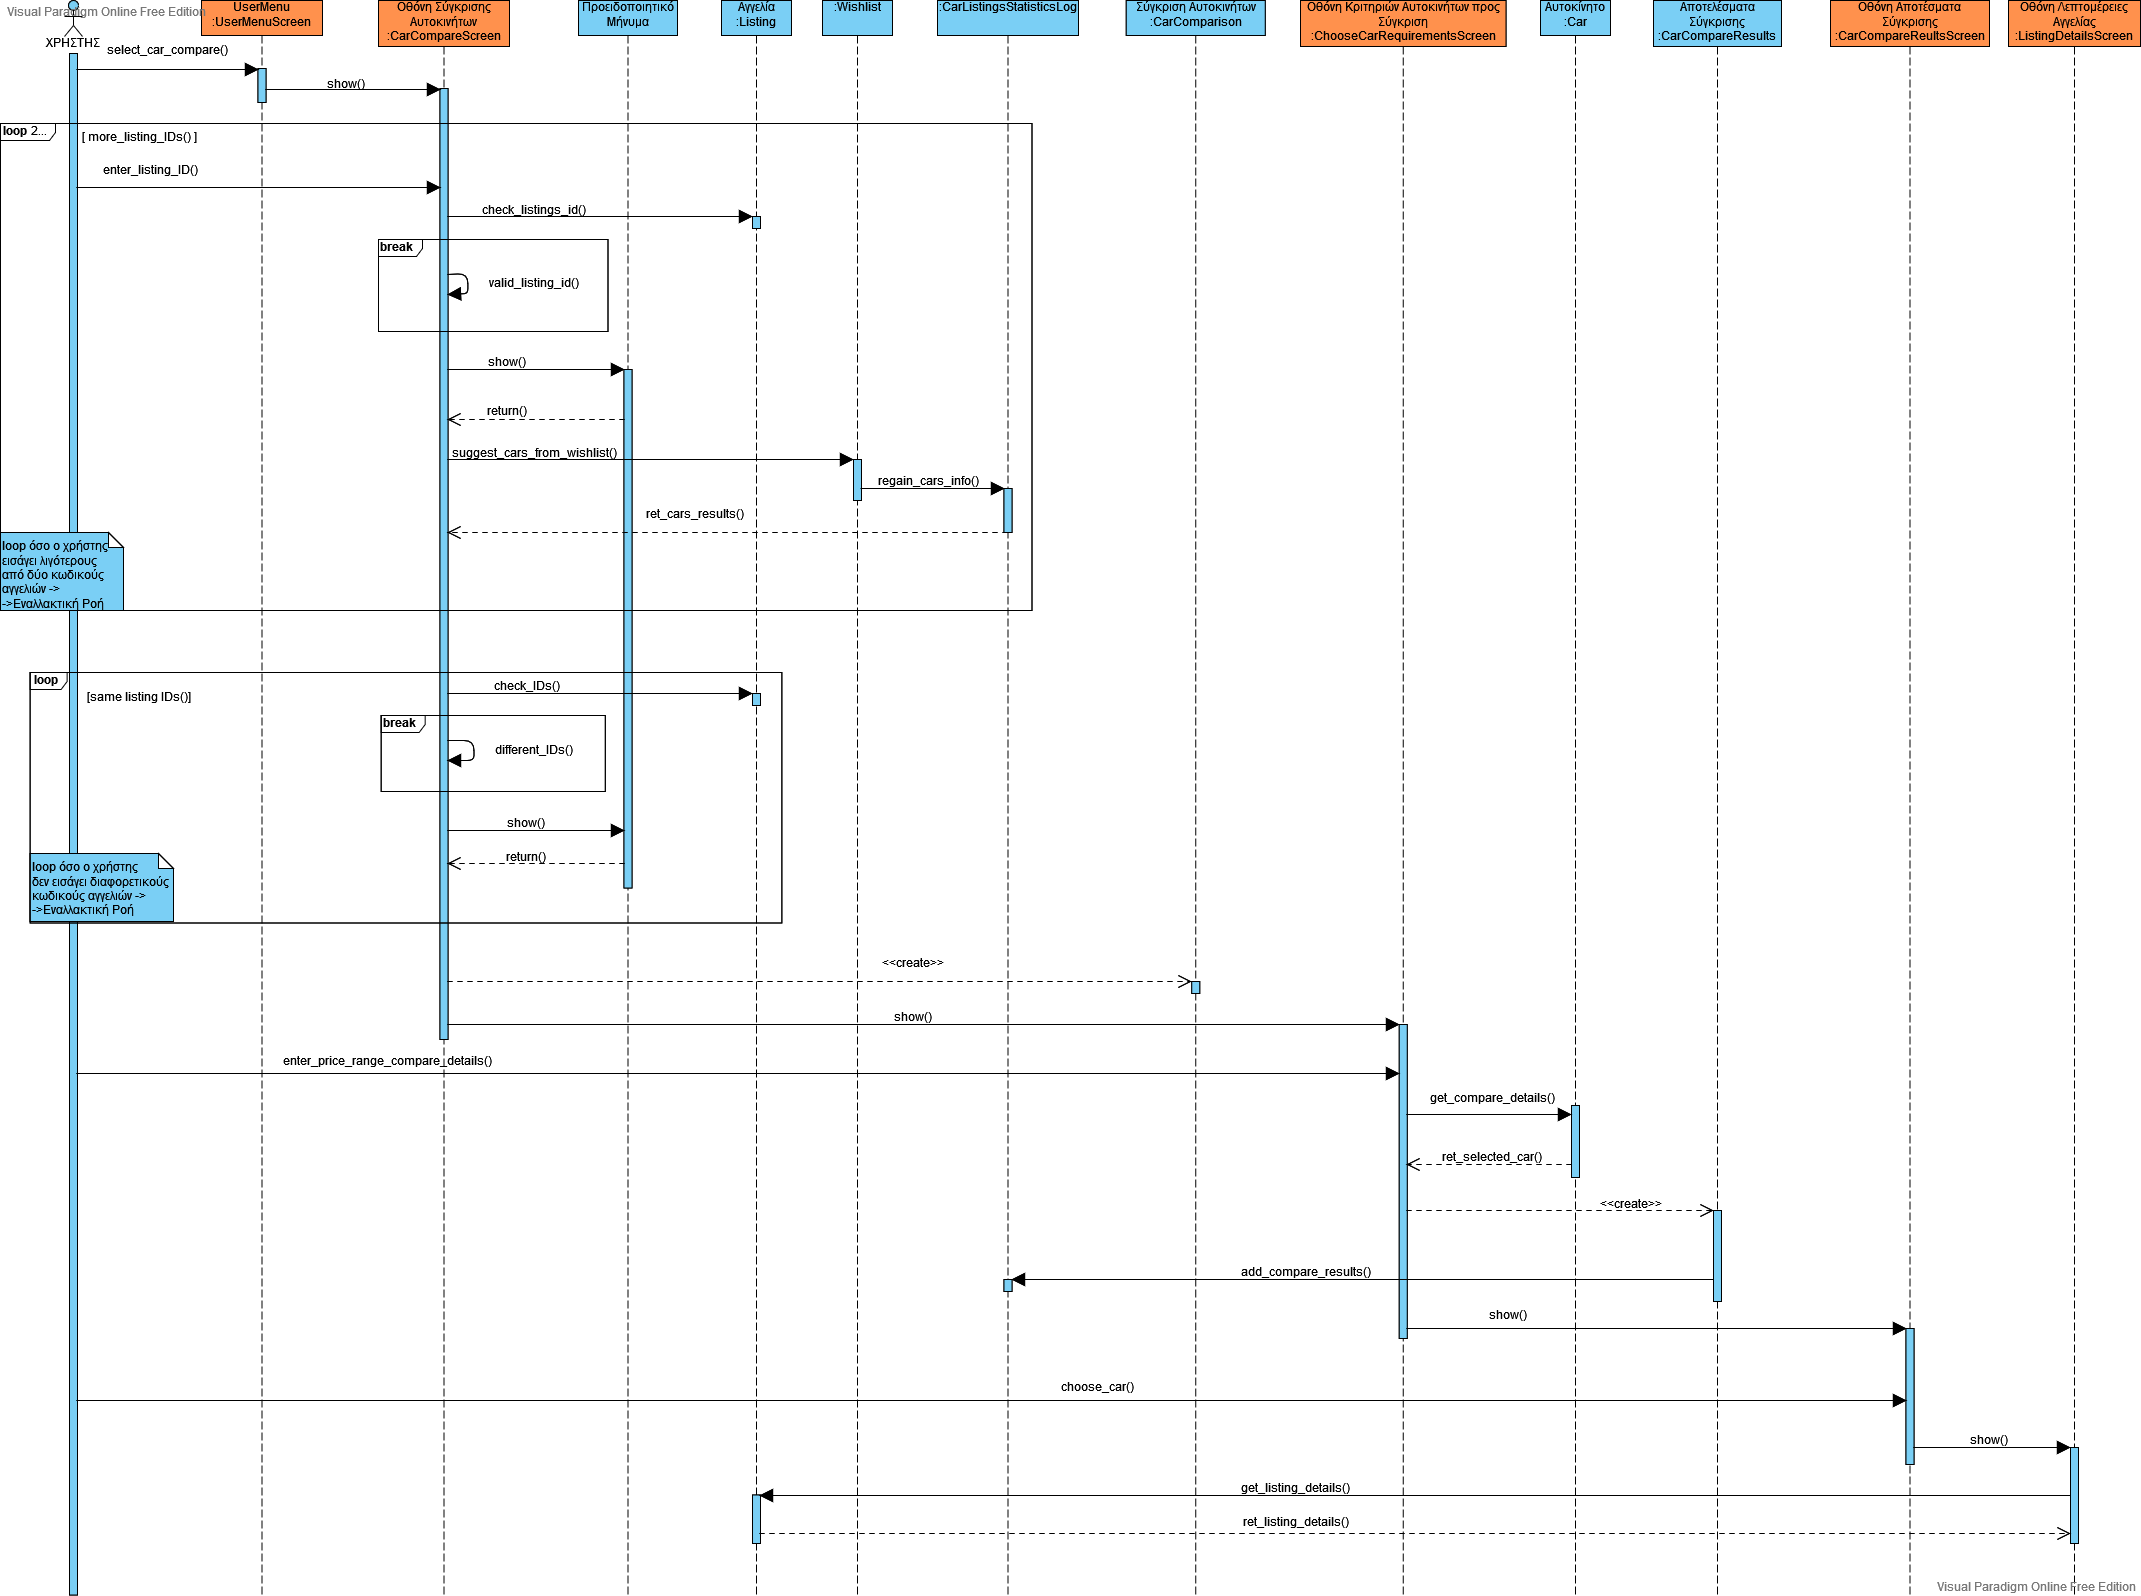 Visual Paradigm Online Free Edition
ΧΡΗΣΤΗΣ
UserMenu
:UserMenuScreen
Οθόνη Σύγκρισης
Αυτοκινήτων
:CarCompareScreen
Προειδοποιητικό
Μήνυμα
Αγγελία
:Listing
:Wishlist
:CarListingsStatisticsLog
Σύγκριση Αυτοκινήτων
:CarComparison
Οθόνη Κριτηριών Αυτοκινήτων προς
Σύγκριση
:ChooseCarRequirementsScreen
Αυτοκίνητο
:Car
Αποτελέσματα
Σύγκρισης
:CarCompareResults
Οθόνη Αποτέσματα
Σύγκρισης
:CarCompareReultsScreen
Οθόνη Λεπτομέρειες
Αγγελίας
:ListingDetailsScreen
select_car_compare()
show()
loop 2...
[ more_listing_IDs() ]
enter_listing_ID()
check_listings_id()
break
valid_listing_id()
show()
return()
suggest_cars_from_wishlist()
regain_cars_info()
ret_cars_results()
loop όσο ο χρήστης
εισάγει λιγότερους
από δύο κωδικούς
αγγελιών ->
->Εναλλακτική Ροή
loop
[same listing IDs()]
check_IDs()
break
different_IDs()
show()
return()
loop όσο ο χρήστης
δεν εισάγει διαφορετικούς
κωδικούς αγγελιών ->
->Εναλλακτική Ροή
<<create>>
show()
enter_price_range_compare_details()
get_compare_details()
ret_selected_car()
<<create>>
add_compare_results()
show()
choose_car()
show()
get_listing_details()
ret_listing_details()
Visual Paradigm Online Free Edition